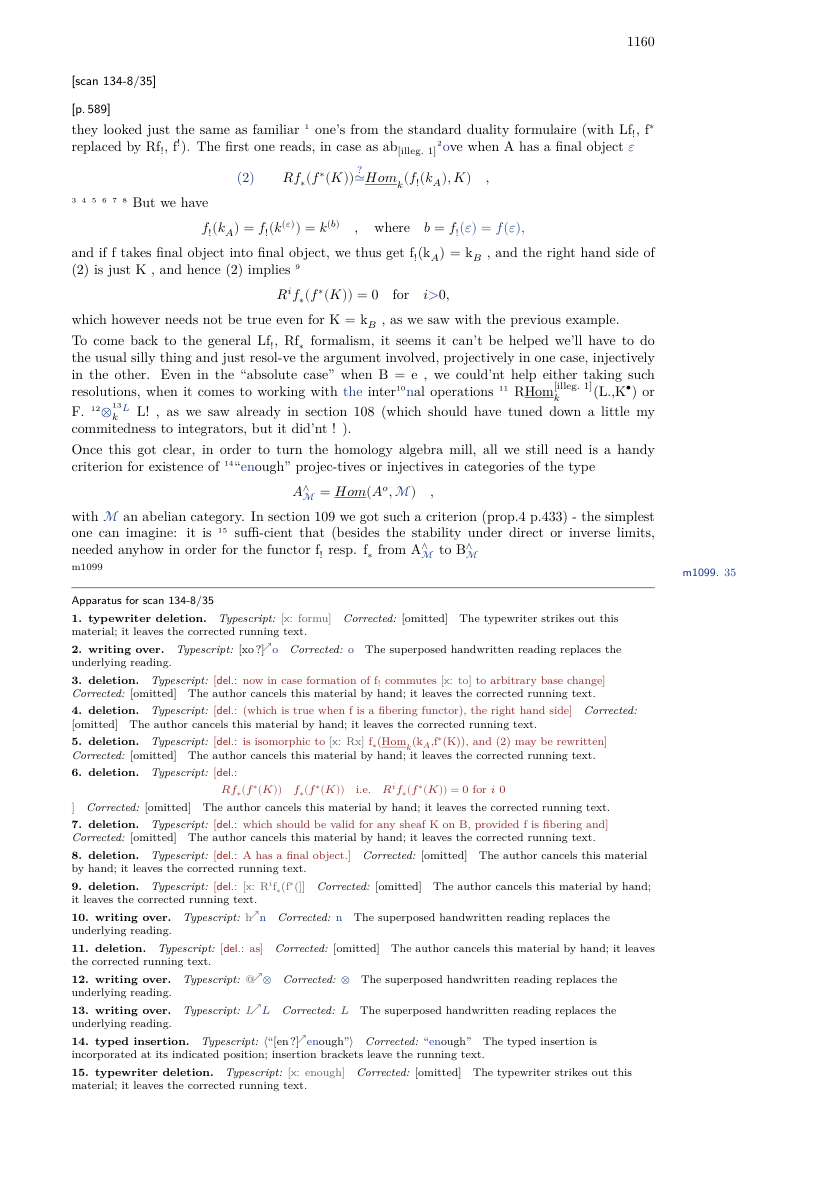 1160
[scan 134-8/35]
[p. 589]
they looked just the same as familiar ¹ one's from the standard duality formulaire (with Lf!, f*
replaced by Rf!, f!). The first one reads, in case as ab[illeg. 1]²ove when A has a final object ε
(2) Rf∗(f*(K)) ?≃ Hom_k(f!(k_A), K) ,
³ ⁴ ⁵ ⁶ ⁷ ⁸ But we have
f!(k_A) = f!(k^(ε)) = k^(b) , where b = f!(ε) = f(ε),
and if f takes final object into final object, we thus get f!(k_A) = k_B , and the right hand side of
(2) is just K , and hence (2) implies ⁹
R^i f∗(f*(K)) = 0 for i>0,
which however needs not be true even for K = k_B , as we saw with the previous example.
To come back to the general Lf!, Rf∗ formalism, it seems it can't be helped we'll have to do
the usual silly thing and just resol-ve the argument involved, projectively in one case, injectively
in the other. Even in the “absolute case” when B = e , we could'nt help either taking such
resolutions, when it comes to working with the inter¹⁰nal operations ¹¹ RHom_k^[illeg. 1](L.,K•) or
F. ¹²⊗_k^¹³L L! , as we saw already in section 108 (which should have tuned down a little my
commitedness to integrators, but it did'nt ! ).
Once this got clear, in order to turn the homology algebra mill, all we still need is a handy
criterion for existence of ¹⁴“enough” projec-tives or injectives in categories of the type
A^∧_ℳ = Hom(A^o, ℳ) ,
with ℳ an abelian category. In section 109 we got such a criterion (prop.4 p.433) - the simplest
one can imagine: it is ¹⁵ suffi-cient that (besides the stability under direct or inverse limits,
needed anyhow in order for the functor f! resp. f∗ from A^∧_ℳ to B^∧_ℳ
m1099
m1099. 35
Apparatus for scan 134-8/35
1. typewriter deletion. Typescript: [x: formu] Corrected: [omitted] The typewriter strikes out this
material; it leaves the corrected running text.
2. writing over. Typescript: [xo ?]↗o Corrected: o The superposed handwritten reading replaces the
underlying reading.
3. deletion. Typescript: [del.: now in case formation of f! commutes [x: to] to arbitrary base change]
Corrected: [omitted] The author cancels this material by hand; it leaves the corrected running text.
4. deletion. Typescript: [del.: (which is true when f is a fibering functor), the right hand side] Corrected:
[omitted] The author cancels this material by hand; it leaves the corrected running text.
5. deletion. Typescript: [del.: is isomorphic to [x: Rx] f∗(Hom_k(k_A,f*(K)), and (2) may be rewritten]
Corrected: [omitted] The author cancels this material by hand; it leaves the corrected running text.
6. deletion. Typescript: [del.:
Rf∗(f*(K)) f∗(f*(K)) i.e. R^i f∗(f*(K)) = 0 for i 0
] Corrected: [omitted] The author cancels this material by hand; it leaves the corrected running text.
7. deletion. Typescript: [del.: which should be valid for any sheaf K on B, provided f is fibering and]
Corrected: [omitted] The author cancels this material by hand; it leaves the corrected running text.
8. deletion. Typescript: [del.: A has a final object.] Corrected: [omitted] The author cancels this material
by hand; it leaves the corrected running text.
9. deletion. Typescript: [del.: [x: R^i f∗(f*(]] Corrected: [omitted] The author cancels this material by hand;
it leaves the corrected running text.
10. writing over. Typescript: h↗n Corrected: n The superposed handwritten reading replaces the
underlying reading.
11. deletion. Typescript: [del.: as] Corrected: [omitted] The author cancels this material by hand; it leaves
the corrected running text.
12. writing over. Typescript: @↗⊗ Corrected: ⊗ The superposed handwritten reading replaces the
underlying reading.
13. writing over. Typescript: L↗L Corrected: L The superposed handwritten reading replaces the
underlying reading.
14. typed insertion. Typescript: ⟨“[en ?]↗enough”⟩ Corrected: “enough” The typed insertion is
incorporated at its indicated position; insertion brackets leave the running text.
15. typewriter deletion. Typescript: [x: enough] Corrected: [omitted] The typewriter strikes out this
material; it leaves the corrected running text.